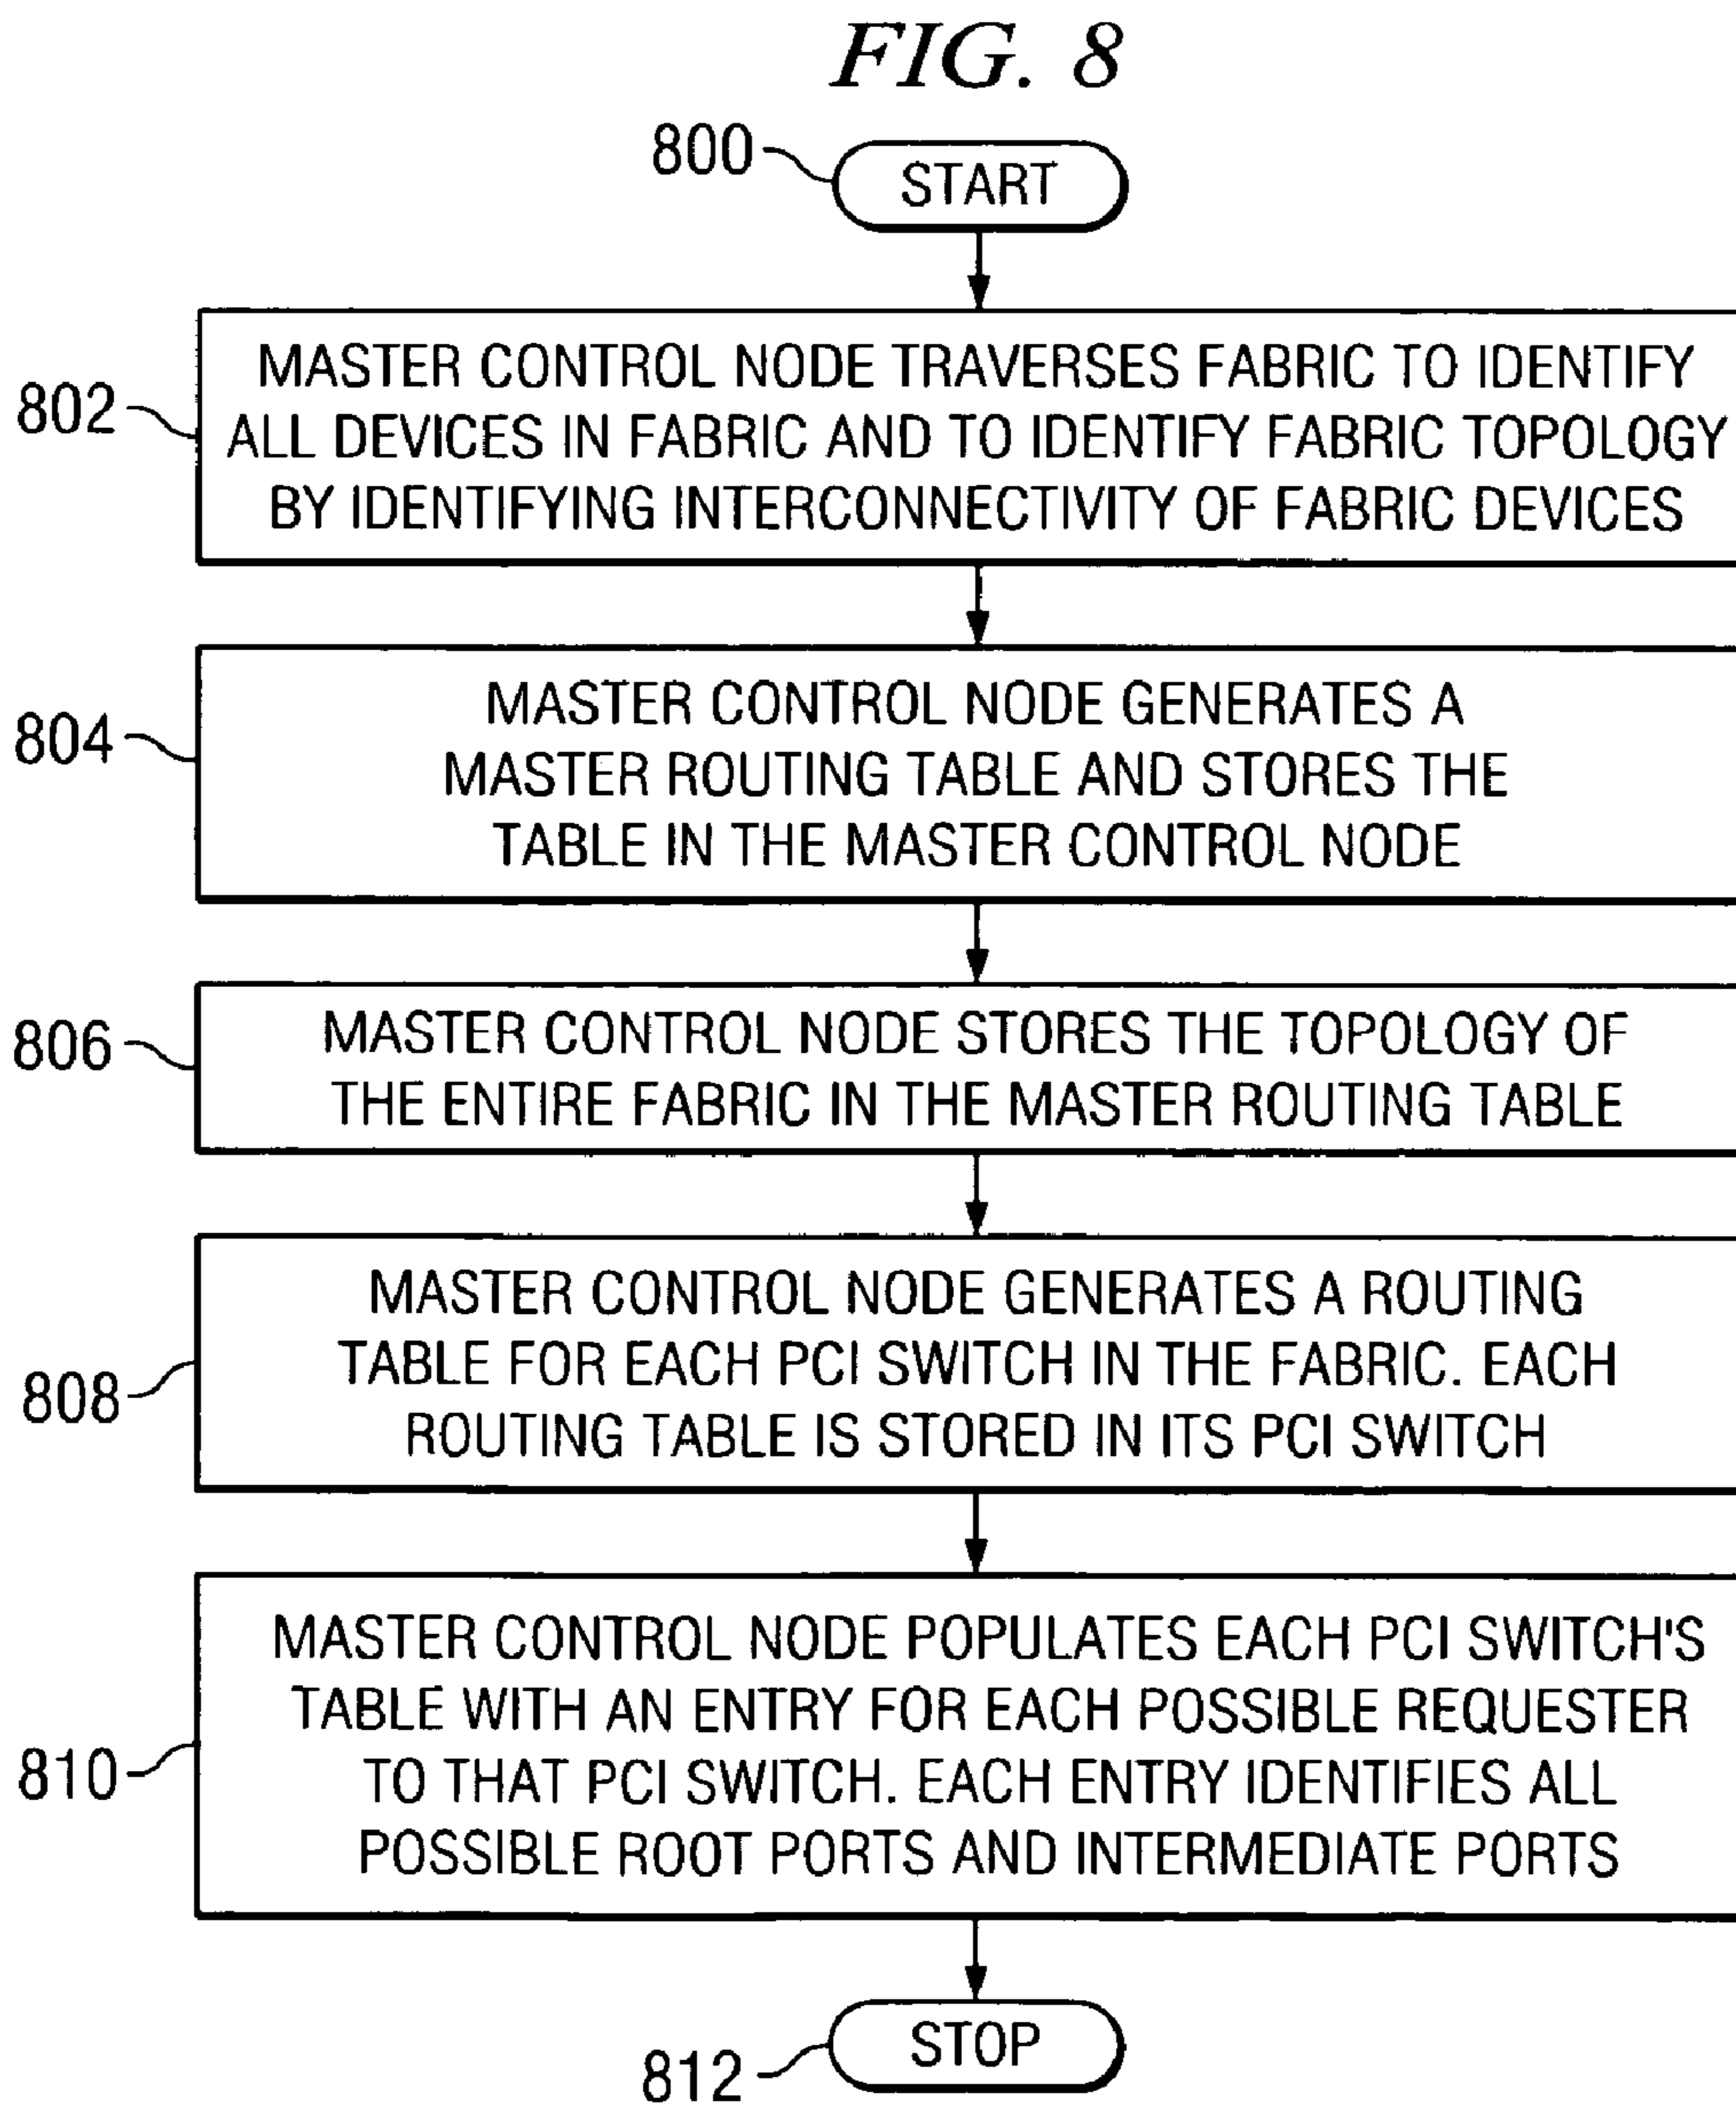 FIG. 8
800
START
802
MASTER CONTROL NODE TRAVERSES FABRIC TO IDENTIFY
ALL DEVICES IN FABRIC AND TO IDENTIFY FABRIC TOPOLOGY
BY IDENTIFYING INTERCONNECTIVITY OF FABRIC DEVICES
804
MASTER CONTROL NODE GENERATES A
MASTER ROUTING TABLE AND STORES THE
TABLE IN THE MASTER CONTROL NODE
806
MASTER CONTROL NODE STORES THE TOPOLOGY OF
THE ENTIRE FABRIC IN THE MASTER ROUTING TABLE
808
MASTER CONTROL NODE GENERATES A ROUTING
TABLE FOR EACH PCI SWITCH IN THE FABRIC. EACH
ROUTING TABLE IS STORED IN ITS PCI SWITCH
810
MASTER CONTROL NODE POPULATES EACH PCI SWITCH'S
TABLE WITH AN ENTRY FOR EACH POSSIBLE REQUESTER
TO THAT PCI SWITCH. EACH ENTRY IDENTIFIES ALL
POSSIBLE ROOT PORTS AND INTERMEDIATE PORTS
812
STOP